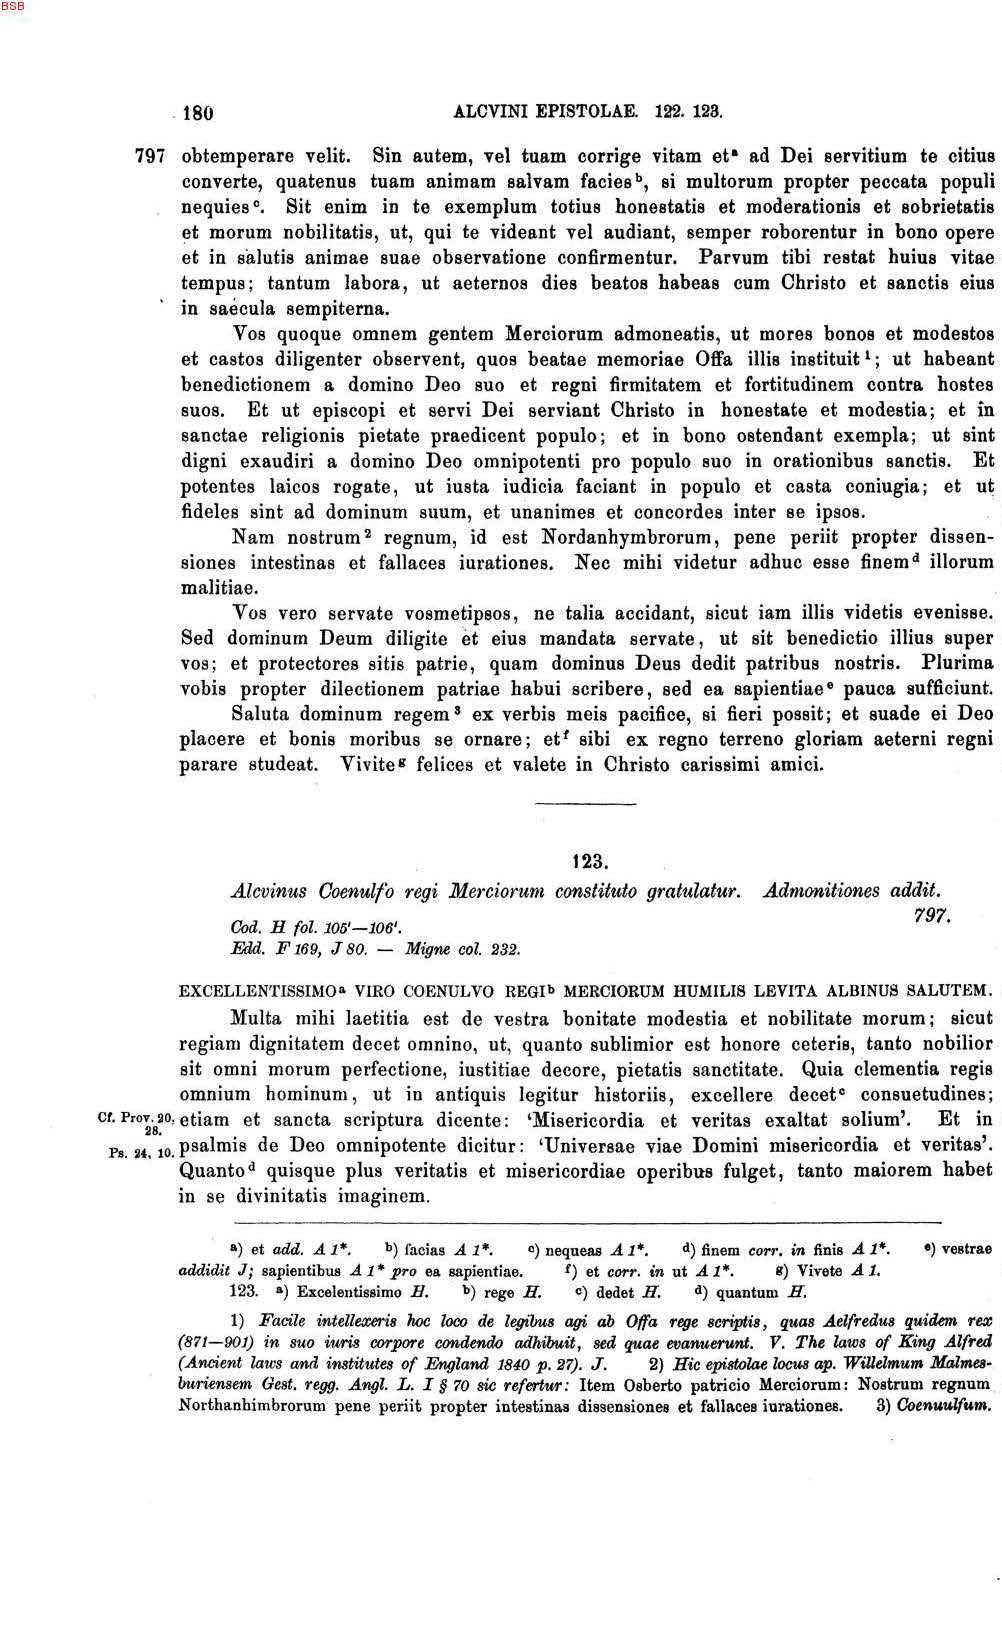 BSB
180 ALCVINI EPISTOLAE. 122. 123.
797 obtemperare velit. Sin autem, vel tuam corrige vitam et a ad Dei servitium te citius
converte, quatenus tuam animam salvam facies b, si multorum propter peccata populi
nequies c. Sit enim in te exemplum totius honestatis et moderationis et sobrietatis
et morum nobilitatis, ut, qui te videant vel audiant, semper roborentur in bono opere
et in salutis animae suae observatione confirmentur. Parvum tibi restat huius vitae
tempus; tantum labora, ut aeternos dies beatos habeas cum Christo et sanctis eius
in saecula sempiterna.
Vos quoque omnem gentem Merciorum admoneatis, ut mores bonos et modestos
et castos diligenter observent, quos beatae memoriae Offa illis instituit 1; ut habeant
benedictionem a domino Deo suo et regni firmitatem et fortitudinem contra hostes
suos. Et ut episcopi et servi Dei serviant Christo in honestate et modestia; et in
sanctae religionis pietate praedicent populo; et in bono ostendant exempla; ut sint
digni exaudiri a domino Deo omnipotenti pro populo suo in orationibus sanctis. Et
potentes laicos rogate, ut iusta iudicia faciant in populo et casta coniugia; et ut
fideles sint ad dominum suum, et unanimes et concordes inter se ipsos.
Nam nostrum 2 regnum, id est Nordanhymbrorum, pene periit propter dissen-
siones intestinas et fallaces iurationes. Nec mihi videtur adhuc esse finem d illorum
malitiae.
Vos vero servate vosmetipsos, ne talia accidant, sicut iam illis videtis evenisse.
Sed dominum Deum diligite et eius mandata servate, ut sit benedictio illius super
vos; et protectores sitis patrie, quam dominus Deus dedit patribus nostris. Plurima
vobis propter dilectionem patriae habui scribere, sed ea sapientiae e pauca sufficiunt.
Saluta dominum regem 3 ex verbis meis pacifice, si fieri possit; et suade ei Deo
placere et bonis moribus se ornare; et f sibi ex regno terreno gloriam aeterni regni
parare studeat. Vivite g felices et valete in Christo carissimi amici.
123.
Alcvinus Coenulfo regi Merciorum constituto gratulatur. Admonitiones addit.
797.
Cod. H fol. 105'—106'.
Edd. F 169, J 80. — Migne col. 232.
EXCELLENTISSIMO a VIRO COENULVO REGI b MERCIORUM HUMILIS LEVITA ALBINUS SALUTEM.
Multa mihi laetitia est de vestra bonitate modestia et nobilitate morum; sicut
regiam dignitatem decet omnino, ut, quanto sublimior est honore ceteris, tanto nobilior
sit omni morum perfectione, iustitiae decore, pietatis sanctitate. Quia clementia regis
omnium hominum, ut in antiquis legitur historiis, excellere decet c consuetudines;
Cf. Prov. 20, 28. etiam et sancta scriptura dicente: ‘Misericordia et veritas exaltat solium’. Et in
Ps. 24, 10. psalmis de Deo omnipotente dicitur: ‘Universae viae Domini misericordia et veritas’.
Quanto d quisque plus veritatis et misericordiae operibus fulget, tanto maiorem habet
in se divinitatis imaginem.
a) et add. A 1*. b) facias A 1*. c) nequeas A 1*. d) finem corr. in finis A 1*. e) vestrae
addidit J; sapientibus A 1* pro ea sapientiae. f) et corr. in ut A 1*. g) Vivete A 1.
123. a) Excelentissimo H. b) rege H. c) dedet H. d) quantum H.
1) Facile intellexeris hoc loco de legibus agi ab Offa rege scriptis, quas Aelfredus quidem rex
(871—901) in suo iuris corpore condendo adhibuit, sed quae evanuerunt. V. The laws of King Alfred
(Ancient laws and institutes of England 1840 p. 27). J. 2) Hic epistolae locus ap. Willelmum Malmes-
buriensem Gest. regg. Angl. L. I § 70 sic refertur: Item Osberto patricio Merciorum: Nostrum regnum
Northanhimbrorum pene periit propter intestinas dissensiones et fallaces iurationes. 3) Coenuulfum.